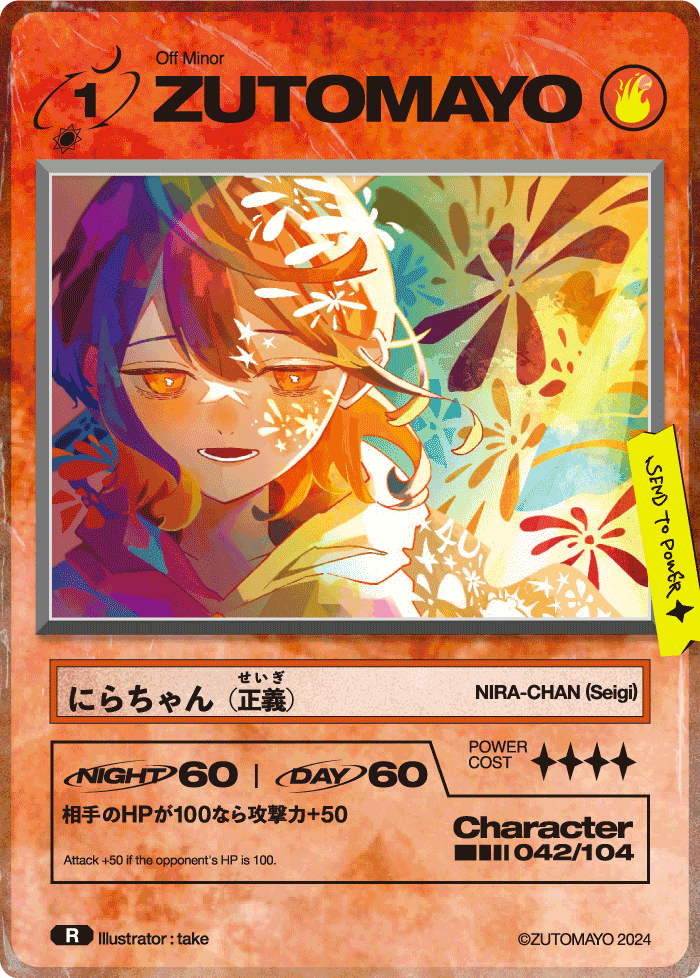 Off Minor
1 ZUTOMAYO
SEND TO POWER
せいぎ
にらちゃん（正義）
NIRA-CHAN (Seigi)
NIGHT 60 | DAY 60
POWER
COST
相手のHPが100なら攻撃力+50
Attack +50 if the opponent's HP is 100.
Character
042/104
R Illustrator : take
©ZUTOMAYO 2024